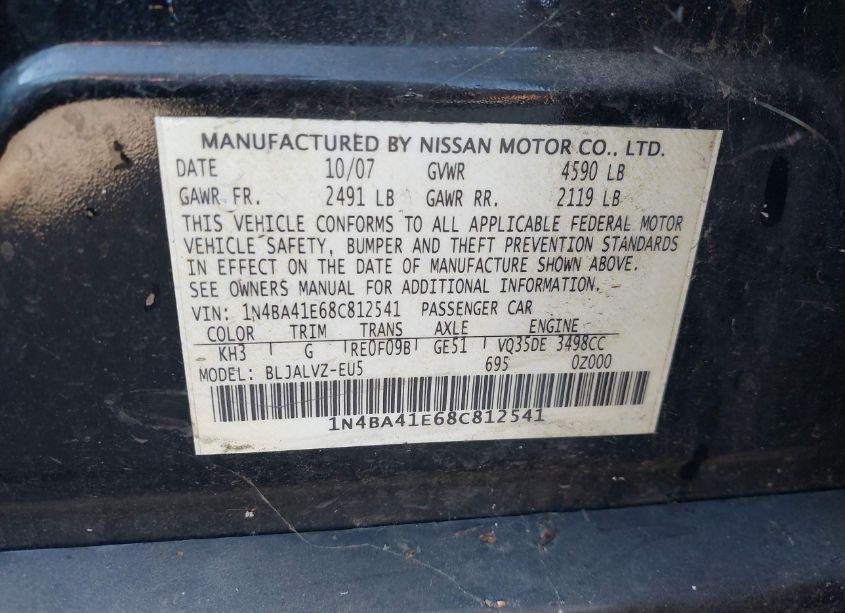 MANUFACTURED BY NISSAN MOTOR CO., LTD.
DATE 10/07 GVWR 4590 LB
GAWR FR. 2491 LB GAWR RR. 2119 LB
THIS VEHICLE CONFORMS TO ALL APPLICABLE FEDERAL MOTOR
VEHICLE SAFETY, BUMPER AND THEFT PREVENTION STANDARDS
IN EFFECT ON THE DATE OF MANUFACTURE SHOWN ABOVE.
SEE OWNERS MANUAL FOR ADDITIONAL INFORMATION.
VIN: 1N4BA41E68C812541 PASSENGER CAR
COLOR TRIM TRANS AXLE ENGINE
KH3 G RE0F09B GE51 VQ35DE 3498CC
MODEL: BLJALVZ-EU5 695 0Z000
1N4BA41E68C812541